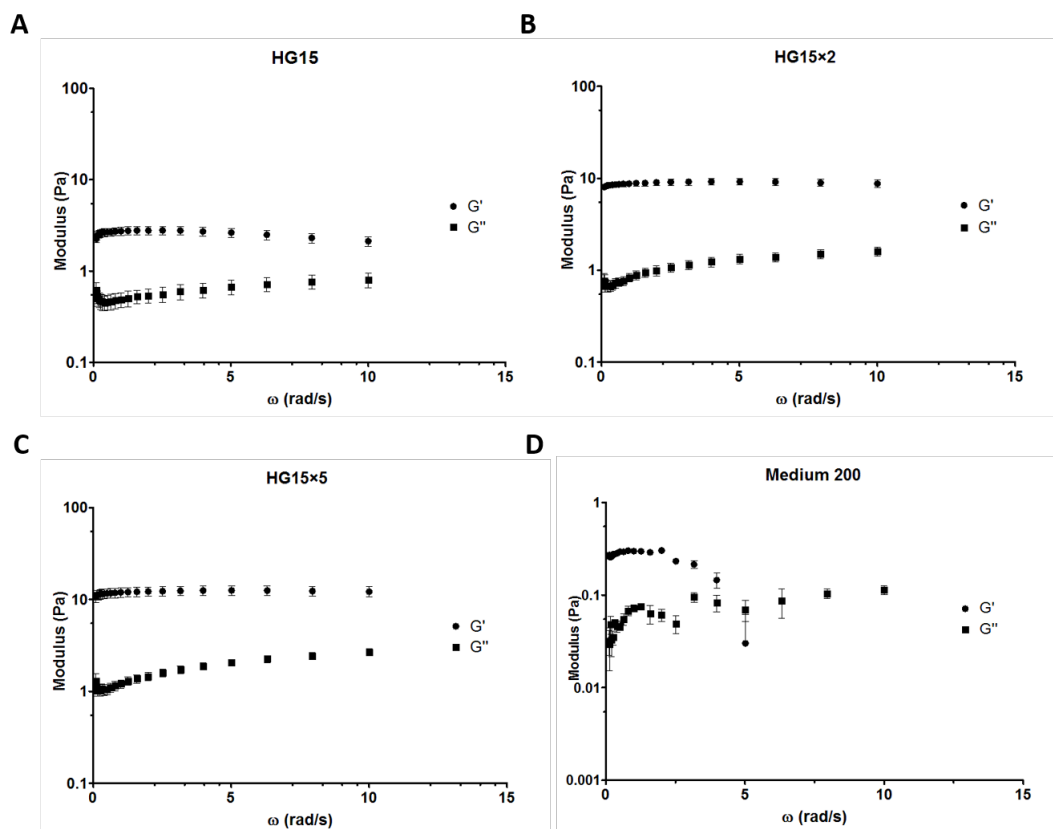 A
HG15
100
10
1
0.1
Modulus (Pa)
0
5
10
15
ω (rad/s)
G'
G''
B
HG15×2
100
10
1
0.1
Modulus (Pa)
0
5
10
15
ω (rad/s)
G'
G''
C
HG15×5
100
10
1
0.1
Modulus (Pa)
0
5
10
15
ω (rad/s)
G'
G''
D
Medium 200
1
0.1
0.01
0.001
Modulus (Pa)
0
5
10
15
ω (rad/s)
G'
G''